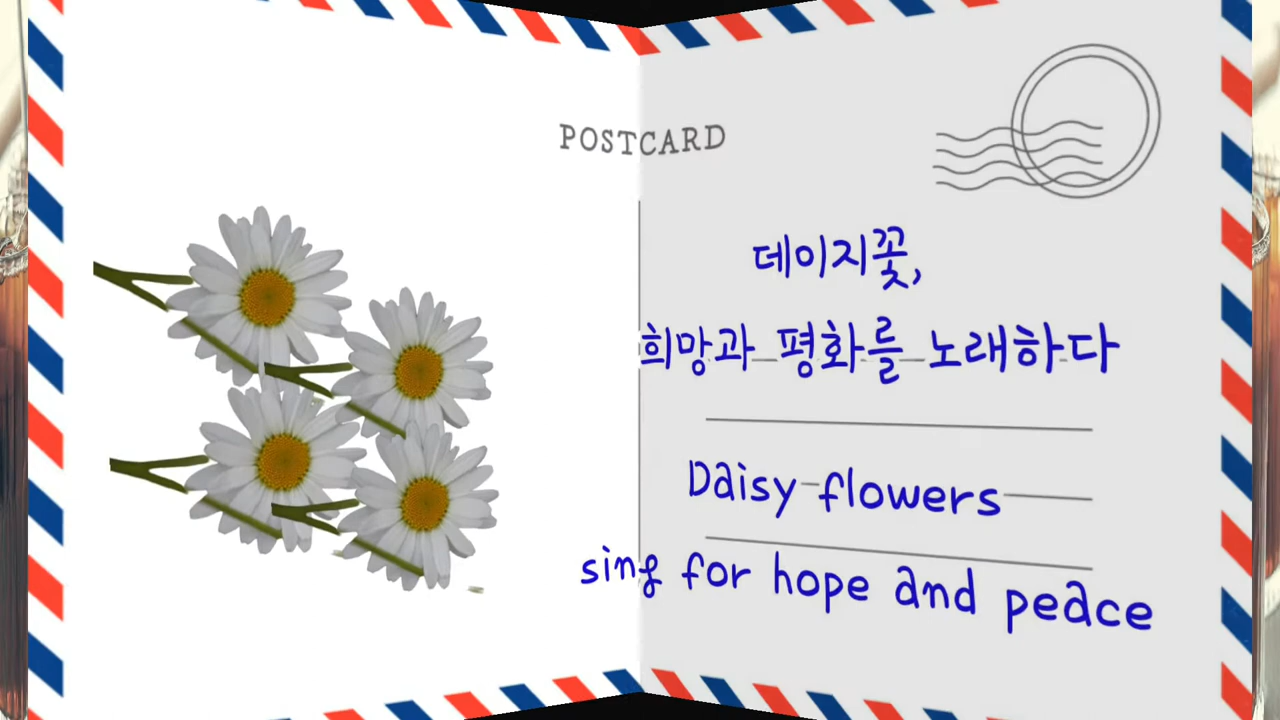 POSTCARD
데이지꽃,
희망과 평화를 노래하다
Daisy flowers
sing for hope and peace